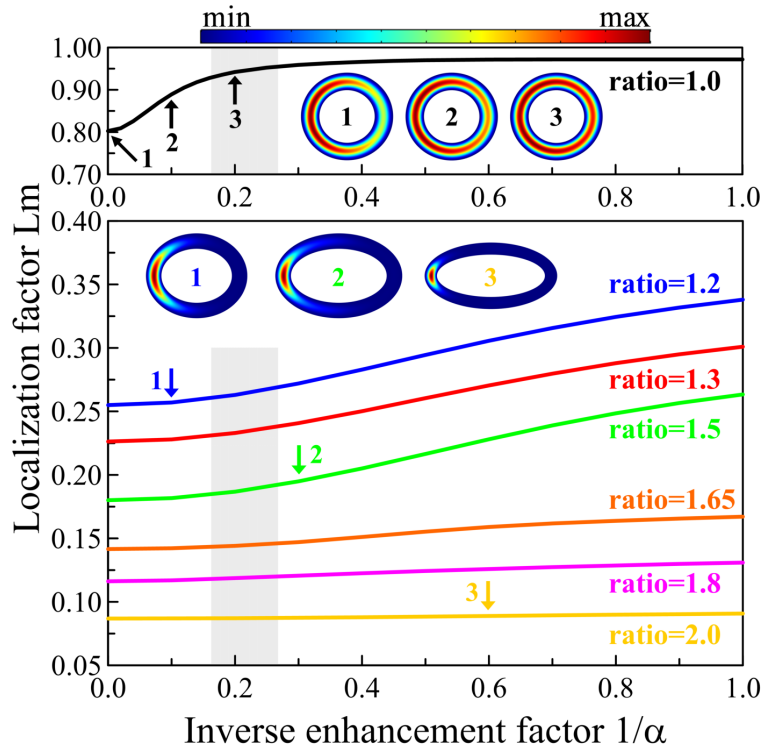 min max
1.00
0.90
0.80
0.70
ratio=1.0
1
2
3
1 2 3
0.0 0.2 0.4 0.6 0.8 1.0
Localization factor Lm
0.40
0.35
0.30
0.25
0.20
0.15
0.10
0.05
1 2 3
ratio=1.2
1
ratio=1.3
ratio=1.5
2
ratio=1.65
ratio=1.8
3
ratio=2.0
0.0 0.2 0.4 0.6 0.8 1.0
Inverse enhancement factor 1/α